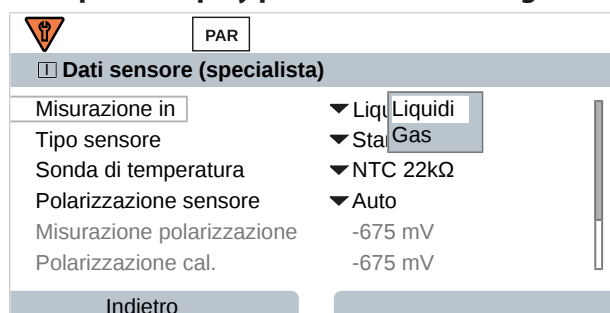 PAR
Dati sensore (specialista)
Misurazione in Liqu Liquidi
Tipo sensore Sta Gas
Sonda di temperatura NTC 22kΩ
Polarizzazione sensore Auto
Misurazione polarizzazione -675 mV
Polarizzazione cal. -675 mV
Indietro